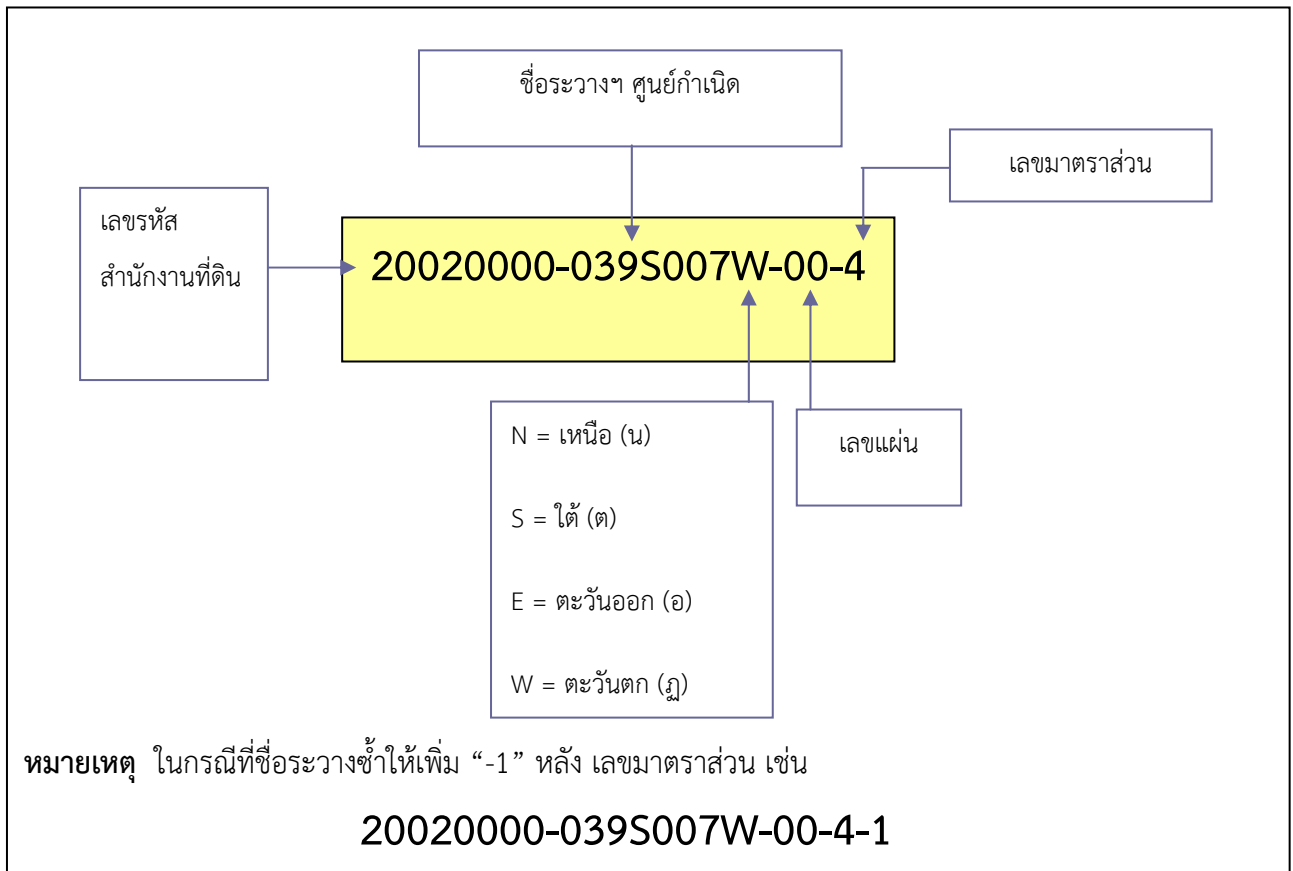 ชื่อระวางฯ ศูนย์กำเนิด
เลขมาตราส่วน
เลขรหัส
สำนักงานที่ดิน
20020000-039S007W-00-4
N = เหนือ (น)
S = ใต้ (ต)
E = ตะวันออก (อ)
W = ตะวันตก (ฏ)
เลขแผ่น
หมายเหตุ ในกรณีที่ชื่อระวางซ้ำให้เพิ่ม “-1” หลัง เลขมาตราส่วน เช่น
20020000-039S007W-00-4-1